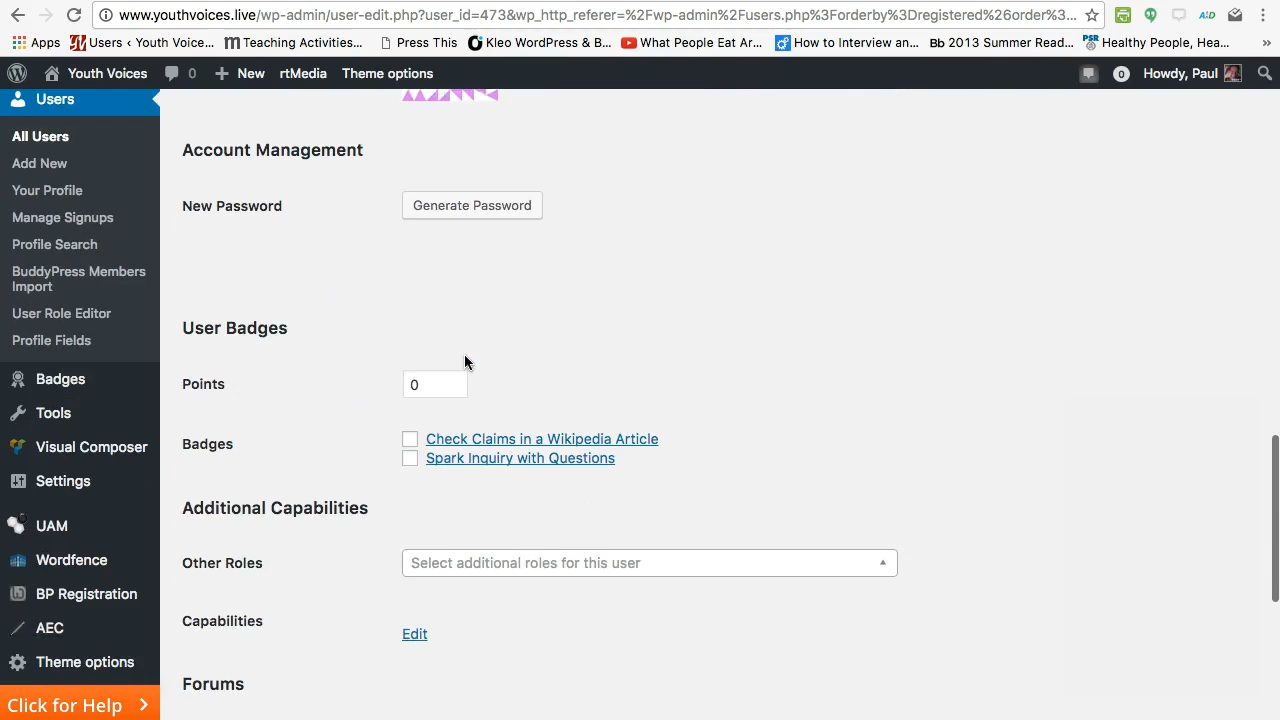 www.youthvoices.live/wp-admin/user-edit.php?user_id=473&wp_http_referer=%2Fwp-admin%2Fusers.php%3Forderby%3Dregistered%26order%3...
Apps
Users ‹ Youth Voice...
Teaching Activities...
Press This
Kleo WordPress & B...
What People Eat Ar...
How to Interview an...
Bb 2013 Summer Read...
PSR Healthy People, Hea...
»
Youth Voices
0
New
rtMedia
Theme options
0
Howdy, Paul
Users
All Users
Add New
Your Profile
Manage Signups
Profile Search
BuddyPress Members
Import
User Role Editor
Profile Fields
Badges
Tools
Visual Composer
Settings
UAM
Wordfence
BP Registration
AEC
Theme options
Click for Help
Account Management
New Password
Generate Password
User Badges
Points
0
Badges
Check Claims in a Wikipedia Article
Spark Inquiry with Questions
Additional Capabilities
Other Roles
Select additional roles for this user
Capabilities
Edit
Forums